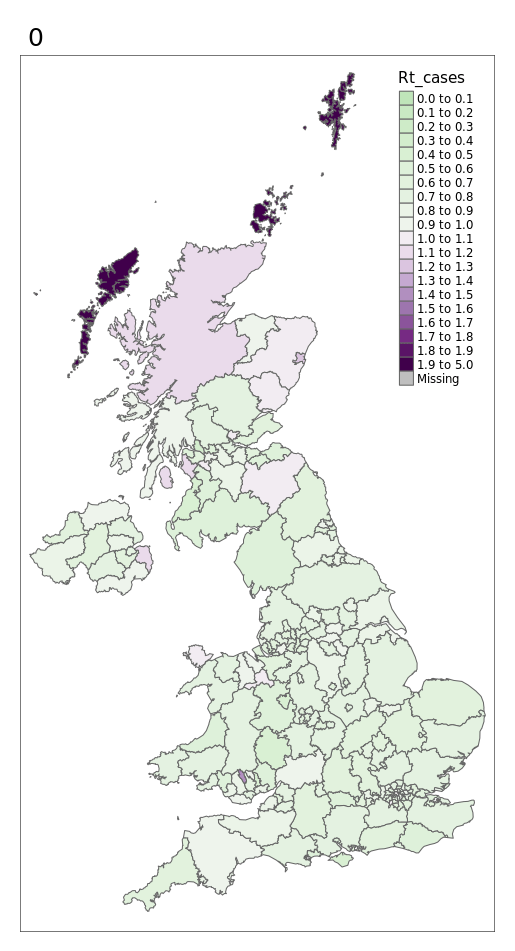 0
Rt_cases
0.0 to 0.1
0.1 to 0.2
0.2 to 0.3
0.3 to 0.4
0.4 to 0.5
0.5 to 0.6
0.6 to 0.7
0.7 to 0.8
0.8 to 0.9
0.9 to 1.0
1.0 to 1.1
1.1 to 1.2
1.2 to 1.3
1.3 to 1.4
1.4 to 1.5
1.5 to 1.6
1.6 to 1.7
1.7 to 1.8
1.8 to 1.9
1.9 to 5.0
Missing